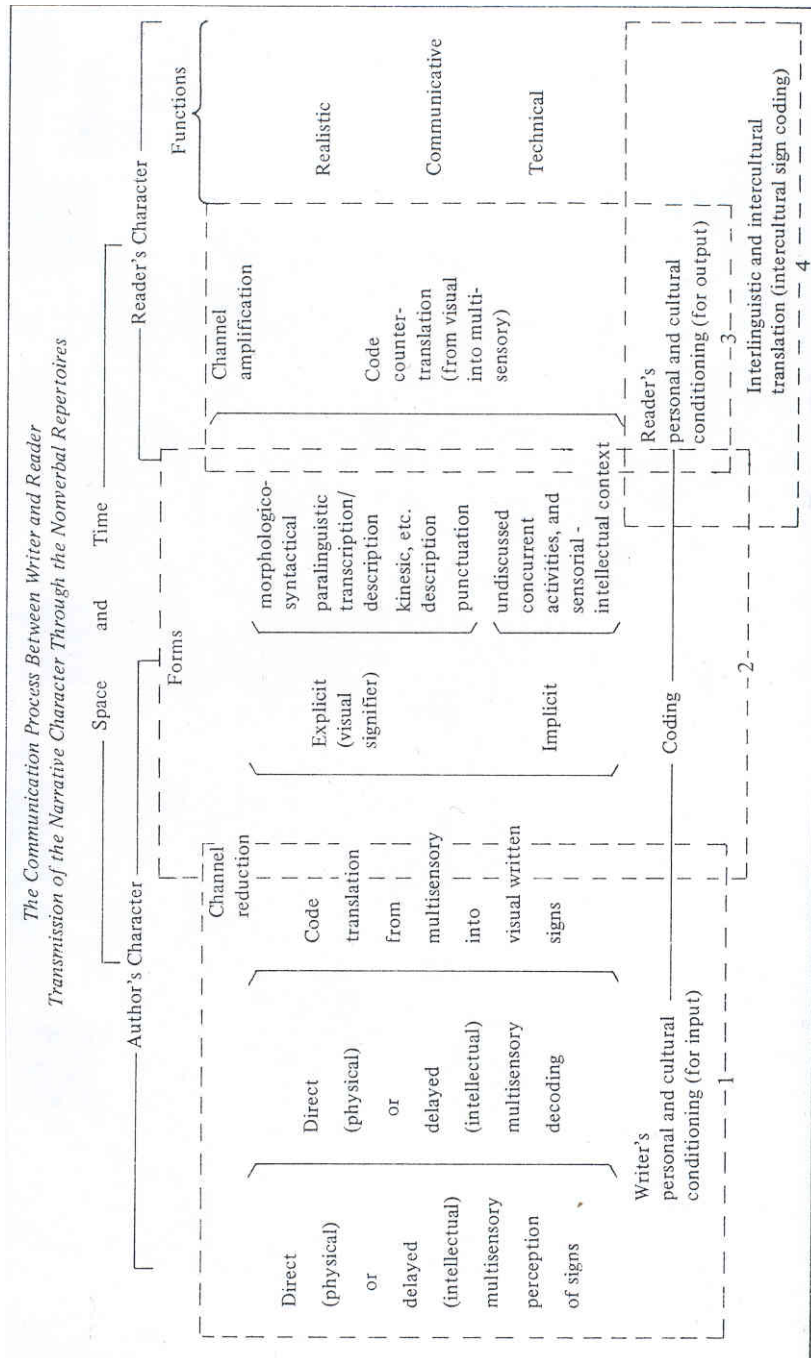 The Communication Process Between Writer and Reader
Transmission of the Narrative Character Through the Nonverbal Repertoires
Space and Time
Author's Character
Reader's Character
Direct
(physical)
or
delayed
(intellectual)
multisensory
perception
of signs
Direct
(physical)
or
delayed
(intellectual)
multisensory
decoding
Channel
reduction
Code
translation
from
multisensory
into
visual written
signs
Forms
Explicit
(visual
signifier)
Implicit
morphologico-
syntactical
paralinguistic
transcription/
description
kinesic, etc.
description
punctuation
undiscussed
concurrent
activities, and
sensorial -
intellectual context
Channel
amplification
Code
counter-
translation
(from visual
into multi-
sensory)
Functions
Realistic
Communicative
Technical
Writer's
personal and cultural
conditioning (for input)
Coding
Reader's
personal and cultural
conditioning (for output)
Interlinguistic and intercultural
translation (intercultural sign coding)
1
2
3
4